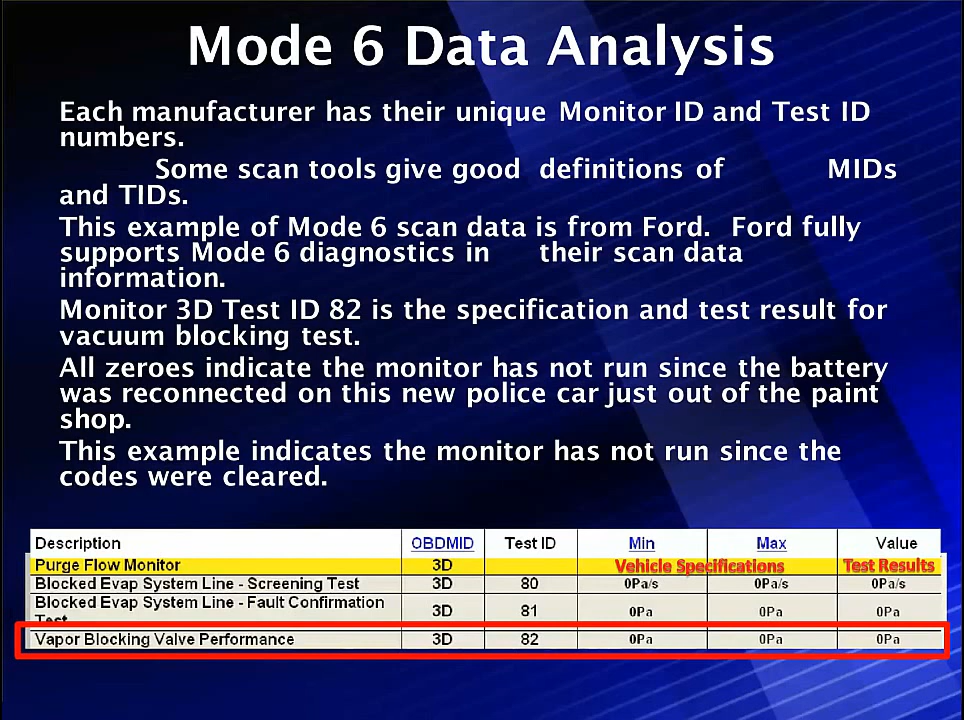 Mode 6 Data Analysis
Each manufacturer has their unique Monitor ID and Test ID
numbers.
Some scan tools give good definitions of MIDs
and TIDs.
This example of Mode 6 scan data is from Ford. Ford fully
supports Mode 6 diagnostics in their scan data
information.
Monitor 3D Test ID 82 is the specification and test result for
vacuum blocking test.
All zeroes indicate the monitor has not run since the battery
was reconnected on this new police car just out of the paint
shop.
This example indicates the monitor has not run since the
codes were cleared.
Description OBDMID Test ID Min Max Value
Purge Flow Monitor 3D Vehicle Specifications Test Results
Blocked Evap System Line - Screening Test 3D 80 0Pa/s 0Pa/s 0Pa/s
Blocked Evap System Line - Fault Confirmation
Test 3D 81 0Pa 0Pa 0Pa
Vapor Blocking Valve Performance 3D 82 0Pa 0Pa 0Pa